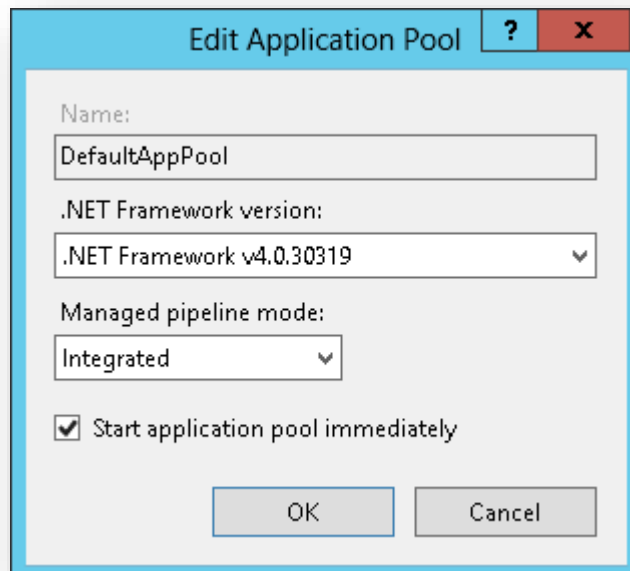 Edit Application Pool
?
x
Name:
DefaultAppPool
.NET Framework version:
.NET Framework v4.0.30319
Managed pipeline mode:
Integrated
Start application pool immediately
OK
Cancel